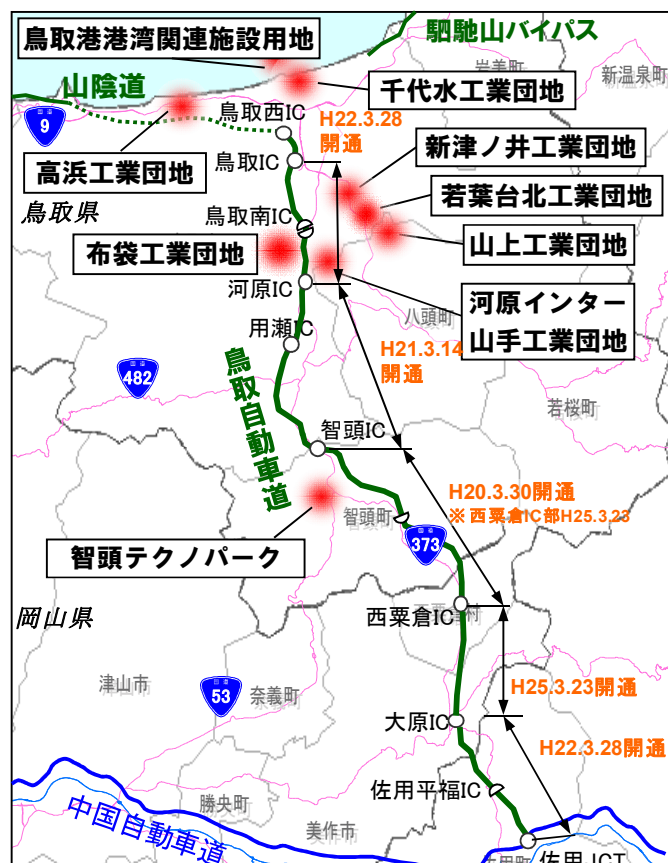 鳥取港港湾関連施設用地
駟馳山バイパス
岩美町
新温泉町
山陰道
千代水工業団地
9
鳥取西IC
H22.3.28
開通
高浜工業団地
鳥取IC
新津ノ井工業団地
鳥取県
若葉台北工業団地
鳥取南IC
布袋工業団地
山上工業団地
河原IC
河原インター
山手工業団地
八頭町
用瀬IC
H21.3.14
開通
482
鳥取自動車道
若桜町
智頭IC
H20.3.30開通
※ 西粟倉IC部H25.3.23
智頭町
373
智頭テクノパーク
岡山県
西粟倉IC
津山市
53
奈義町
H25.3.23開通
大原IC
H22.3.28開通
佐用平福IC
中国自動車道
勝央町
美作市
佐用JCT